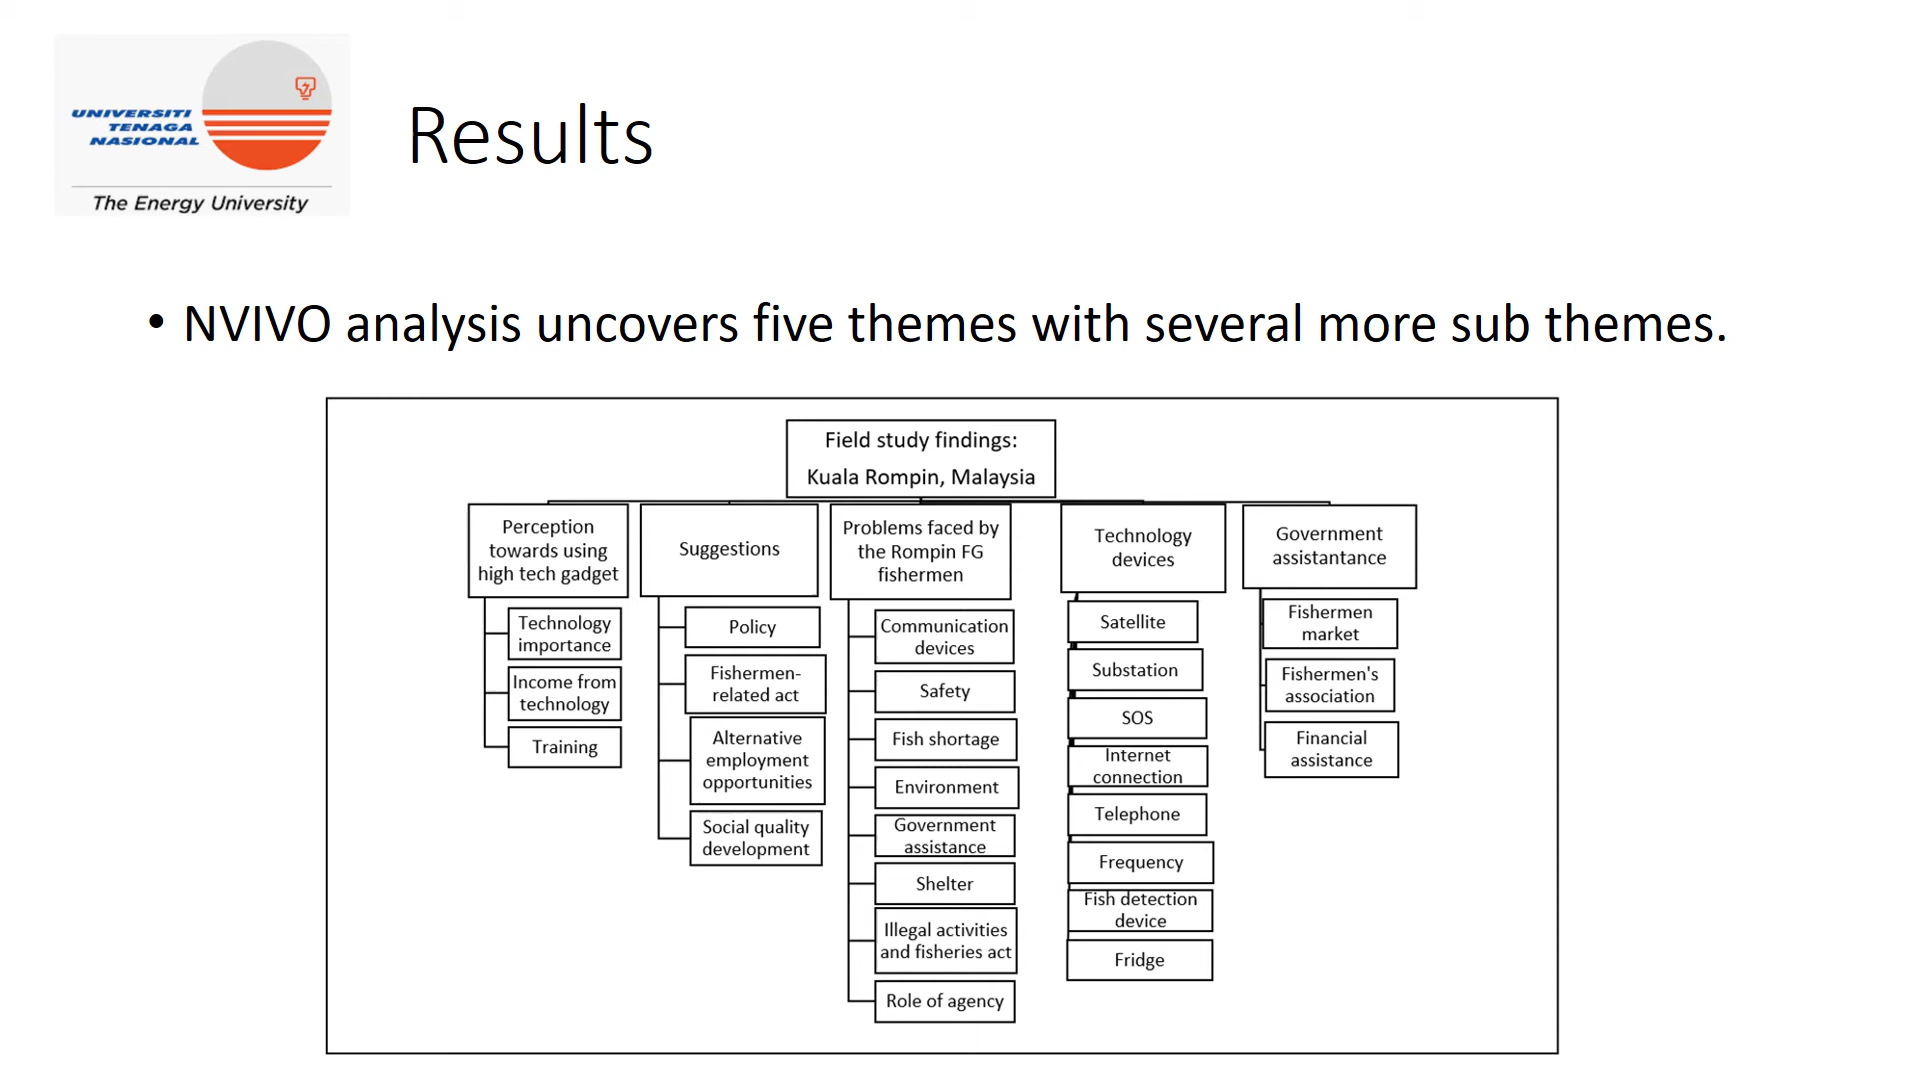 UNIVERSITI
TENAGA
NASIONAL
The Energy University
Results
• NVIVO analysis uncovers five themes with several more sub themes.
Field study findings:
Kuala Rompin, Malaysia
Perception
towards using
high tech gadget
Technology
importance
Income from
technology
Training
Suggestions
Policy
Fishermen-
related act
Alternative
employment
opportunities
Social quality
development
Problems faced by
the Rompin FG
fishermen
Communication
devices
Safety
Fish shortage
Environment
Government
assistance
Shelter
Illegal activities
and fisheries act
Role of agency
Technology
devices
Satellite
Substation
SOS
Internet
connection
Telephone
Frequency
Fish detection
device
Fridge
Government
assistantance
Fishermen
market
Fishermen's
association
Financial
assistance